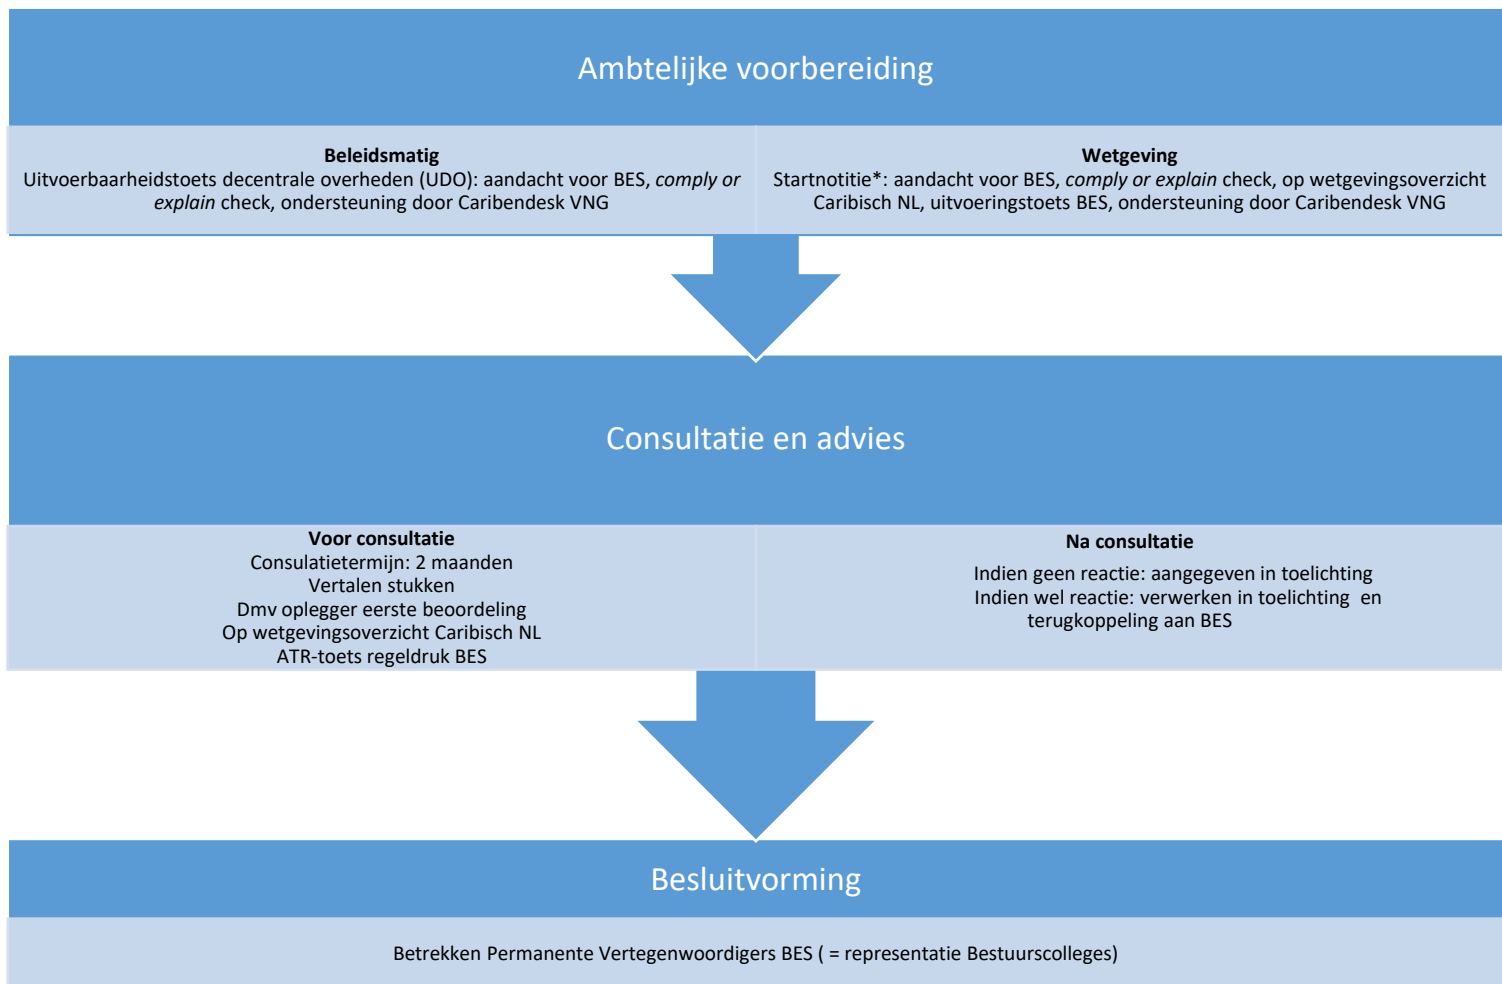 Ambtelijke voorbereiding
Beleidsmatig
Uitvoerbaarheidstoets decentrale overheden (UDO): aandacht voor BES, comply or
explain check, ondersteuning door Caribendesk VNG
Wetgeving
Startnotitie*: aandacht voor BES, comply or explain check, op wetgevingsoverzicht
Caribisch NL, uitvoeringstoets BES, ondersteuning door Caribendesk VNG
Consultatie en advies
Voor consultatie
Consulatietermijn: 2 maanden
Vertalen stukken
Dmv oplegger eerste beoordeling
Op wetgevingsoverzicht Caribisch NL
ATR-toets regeldruk BES
Na consultatie
Indien geen reactie: aangegeven in toelichting
Indien wel reactie: verwerken in toelichting en
terugkoppeling aan BES
Besluitvorming
Betrekken Permanente Vertegenwoordigers BES ( = representatie Bestuurscolleges)